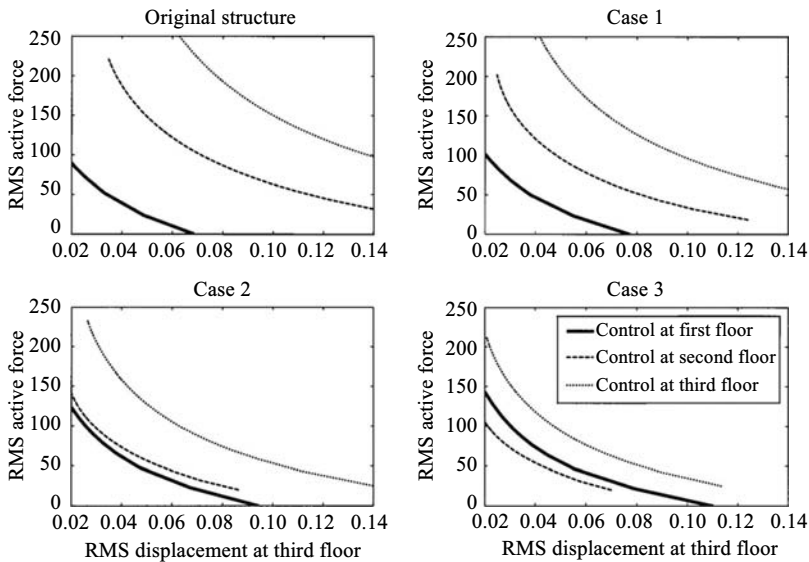 Original structure
RMS active force
250
200
150
100
50
0
0.02 0.04 0.06 0.08 0.10 0.12 0.14
Case 1
RMS active force
250
200
150
100
50
0
0.02 0.04 0.06 0.08 0.10 0.12 0.14
Case 2
RMS active force
250
200
150
100
50
0
0.02 0.04 0.06 0.08 0.10 0.12 0.14
RMS displacement at third floor
Case 3
RMS active force
250
200
150
100
50
0
Control at first floor
Control at second floor
Control at third floor
0.02 0.04 0.06 0.08 0.10 0.12 0.14
RMS displacement at third floor